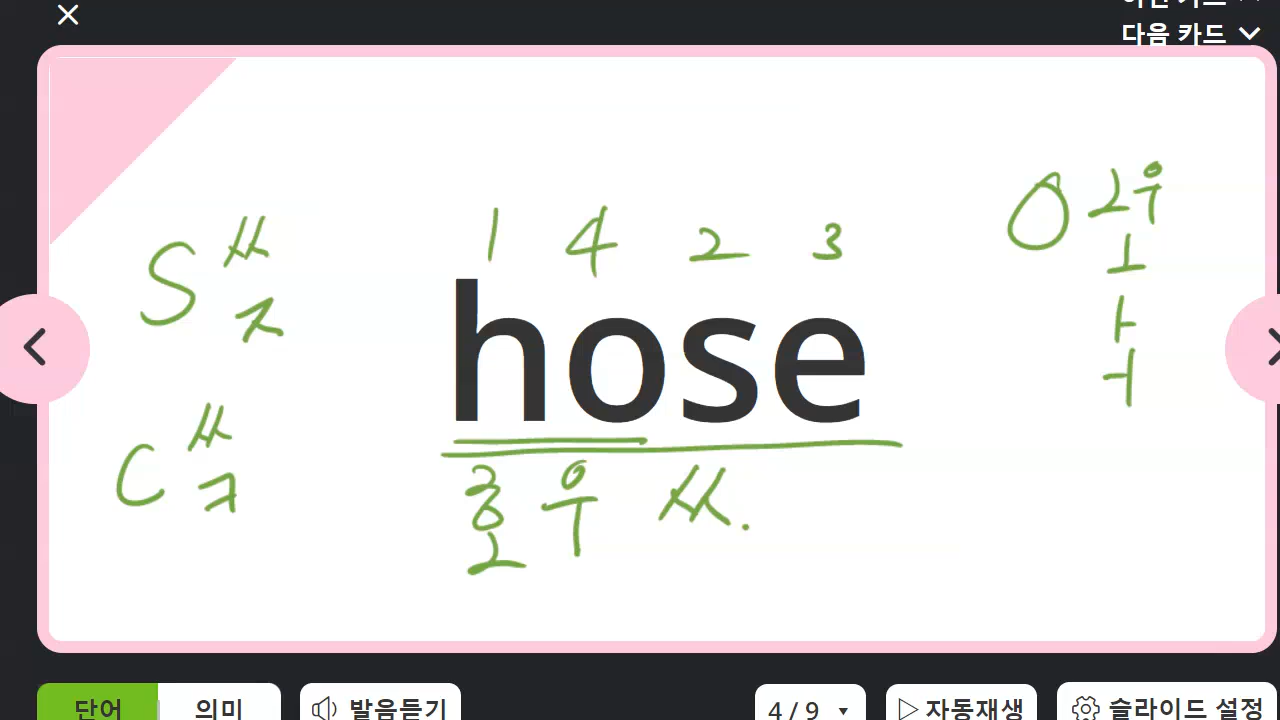 다음 카드
S ㅆ ㅈ
1 4 2 3
O ㅗ우 ㅗ ㅏ ㅓ
hose
C ㅆ ㅋ
호우 ㅆ.
단어 의미 발음듣기 4 / 9 자동재생 슬라이드 설정